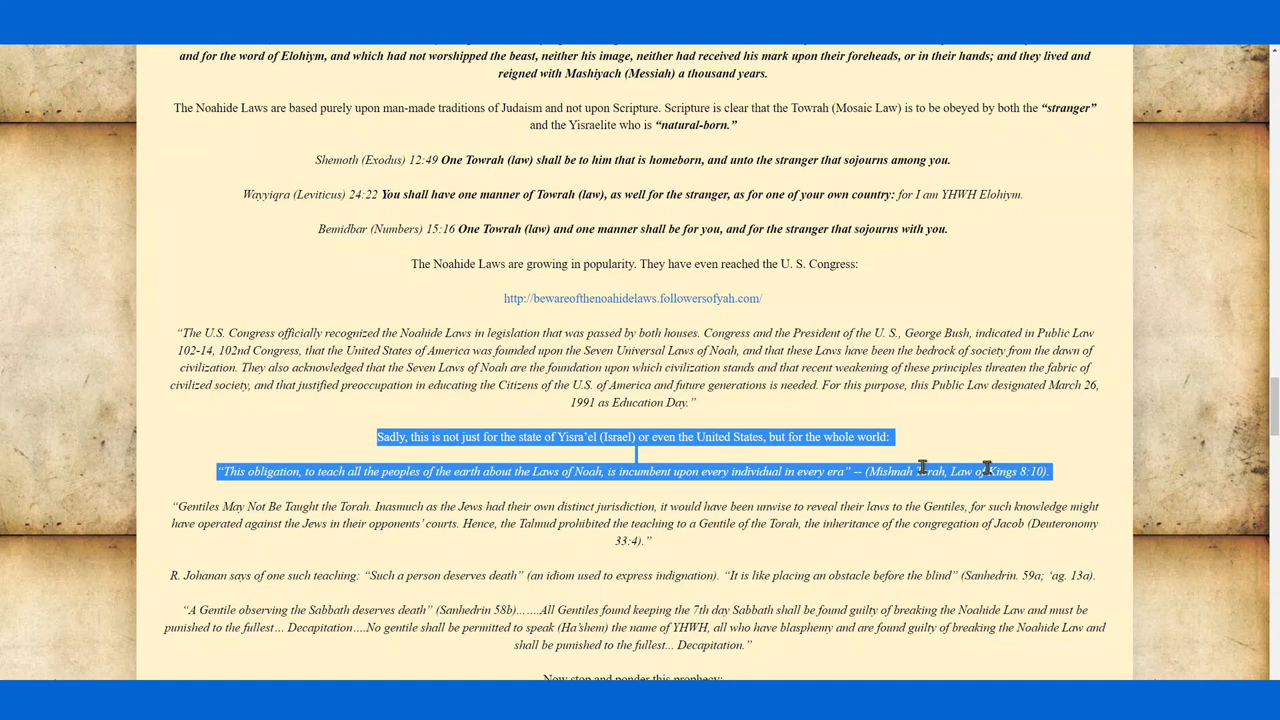 and for the word of Elohiym, and which had not worshipped the beast, neither his image, neither had received his mark upon their foreheads, or in their hands; and they lived and
reigned with Mashiyach (Messiah) a thousand years.
The Noahide Laws are based purely upon man-made traditions of Judaism and not upon Scripture. Scripture is clear that the Towrah (Mosaic Law) is to be obeyed by both the “stranger”
and the Yisraelite who is “natural-born.”
Shemoth (Exodus) 12:49 One Towrah (law) shall be to him that is homeborn, and unto the stranger that sojourns among you.
Wayyiqra (Leviticus) 24:22 You shall have one manner of Towrah (law), as well for the stranger, as for one of your own country: for I am YHWH Elohiym.
Bemidbar (Numbers) 15:16 One Towrah (law) and one manner shall be for you, and for the stranger that sojourns with you.
The Noahide Laws are growing in popularity. They have even reached the U. S. Congress:
http://bewareofthenoahidelaws.followersofyah.com/
“The U.S. Congress officially recognized the Noahide Laws in legislation that was passed by both houses. Congress and the President of the U. S., George Bush, indicated in Public Law
102-14, 102nd Congress, that the United States of America was founded upon the Seven Universal Laws of Noah, and that these Laws have been the bedrock of society from the dawn of
civilization. They also acknowledged that the Seven Laws of Noah are the foundation upon which civilization stands and that recent weakening of these principles threaten the fabric of
civilized society, and that justified preoccupation in educating the Citizens of the U.S. of America and future generations is needed. For this purpose, this Public Law designated March 26,
1991 as Education Day.”
Sadly, this is not just for the state of Yisra’el (Israel) or even the United States, but for the whole world:
“This obligation, to teach all the peoples of the earth about the Laws of Noah, is incumbent upon every individual in every era” -- (Mishnah Torah, Law of Kings 8:10).
“Gentiles May Not Be Taught the Torah. Inasmuch as the Jews had their own distinct jurisdiction, it would have been unwise to reveal their laws to the Gentiles, for such knowledge might
have operated against the Jews in their opponents’ courts. Hence, the Talmud prohibited the teaching to a Gentile of the Torah, the inheritance of the congregation of Jacob (Deuteronomy
33:4).”
R. Johanan says of one such teaching: “Such a person deserves death” (an idiom used to express indignation). “It is like placing an obstacle before the blind” (Sanhedrin. 59a; ‘ag. 13a).
“A Gentile observing the Sabbath deserves death” (Sanhedrin 58b)…….All Gentiles found keeping the 7th day Sabbath shall be found guilty of breaking the Noahide Law and must be
punished to the fullest… Decapitation….No gentile shall be permitted to speak (Ha’shem) the name of YHWH, all who have blasphemy and are found guilty of breaking the Noahide Law and
shall be punished to the fullest... Decapitation.”
Now stop and ponder this prophecy: